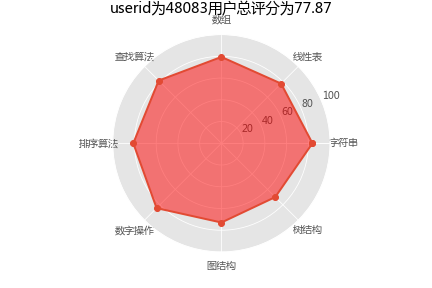 userid为48083用户总评分为77.87
数组
查找算法
线性表
100
80
60
40
20
排序算法
字符串
数字操作
树结构
图结构